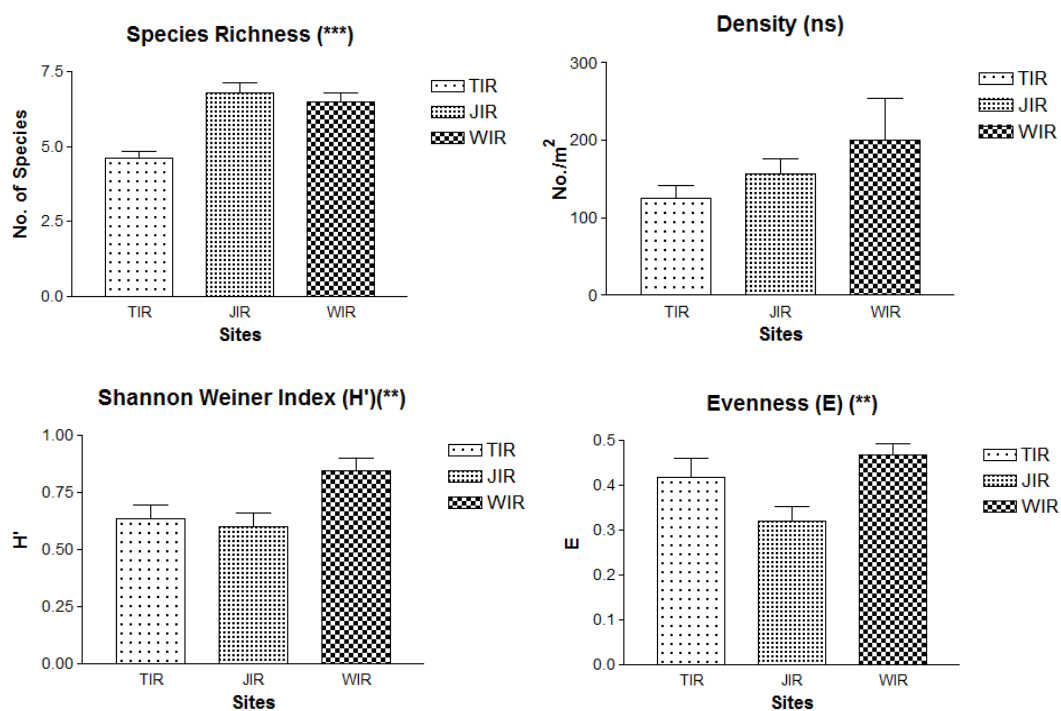 Species Richness (***)
No. of Species
7.5
5.0
2.5
0.0
TIR
JIR
WIR
Sites
TIR
JIR
WIR
Density (ns)
No./m²
300
200
100
0
TIR
JIR
WIR
Sites
TIR
JIR
WIR
Shannon Weiner Index (H')(**)
H'
1.00
0.75
0.50
0.25
0.00
TIR
JIR
WIR
Sites
TIR
JIR
WIR
Evenness (E) (**)
E
0.5
0.4
0.3
0.2
0.1
0.0
TIR
JIR
WIR
Sites
TIR
JIR
WIR